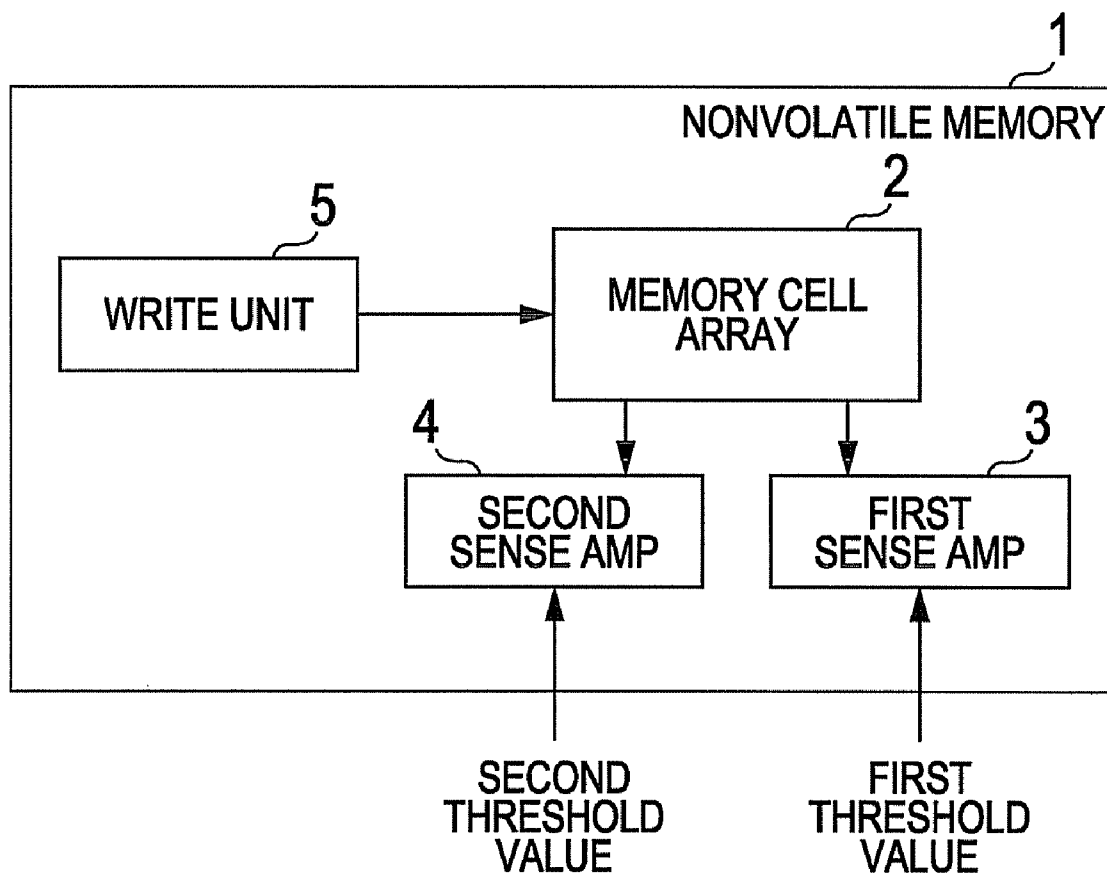 1
NONVOLATILE MEMORY
2
5
MEMORY CELL
ARRAY
WRITE UNIT
4
3
SECOND
SENSE AMP
FIRST
SENSE AMP
SECOND
THRESHOLD
VALUE
FIRST
THRESHOLD
VALUE